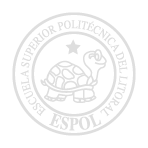 ESCUELA SUPERIOR POLITÉCNICA DEL LITORAL
ESPOL